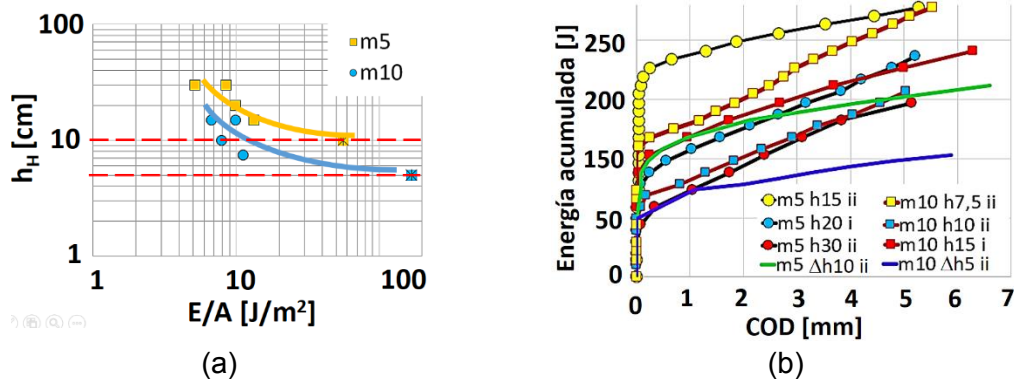 100
10
1
h_H [cm]
m5
m10
1
10
100
E/A [J/m²]
(a)
Energía acumulada [J]
250
200
150
50
0
m5 h15 ii
m5 h20 i
m5 h30 ii
m5 Δh10 ii
m10 h7,5 ii
m10 h10 ii
m10 h15 i
m10 Δh5 ii
0 1 2 3 4 5 6 7
COD [mm]
(b)